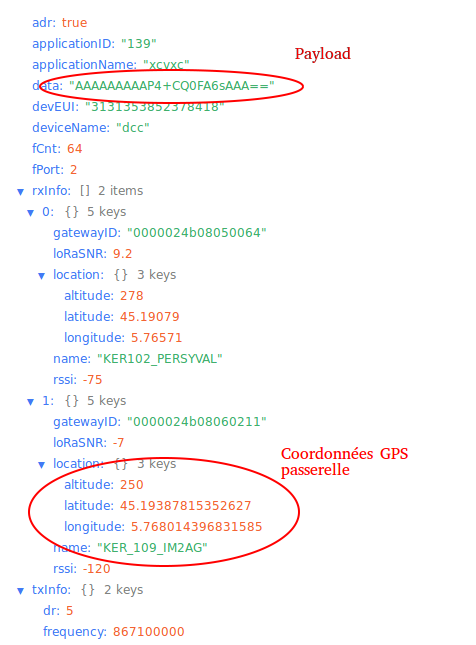 adr: true
applicationID: "139"
applicationName: "xcvxc"
Payload
data: "AAAAAAAAAP4+CQ0FA6sAAA=="
devEUI: "3131353852378418"
deviceName: "dcc"
fCnt: 64
fPort: 2
▼ rxInfo: [] 2 items
▼ 0: {} 5 keys
gatewayID: "0000024b08050064"
loRaSNR: 9.2
▼ location: {} 3 keys
altitude: 278
latitude: 45.19079
longitude: 5.76571
name: "KER102_PERSYVAL"
rssi: -75
▼ 1: {} 5 keys
gatewayID: "0000024b08060211"
loRaSNR: -7
Coordonnées GPS
passerelle
▼ location: {} 3 keys
altitude: 250
latitude: 45.19387815352627
longitude: 5.768014396831585
name: "KER_109_IM2AG"
rssi: -120
▼ txInfo: {} 2 keys
dr: 5
frequency: 867100000